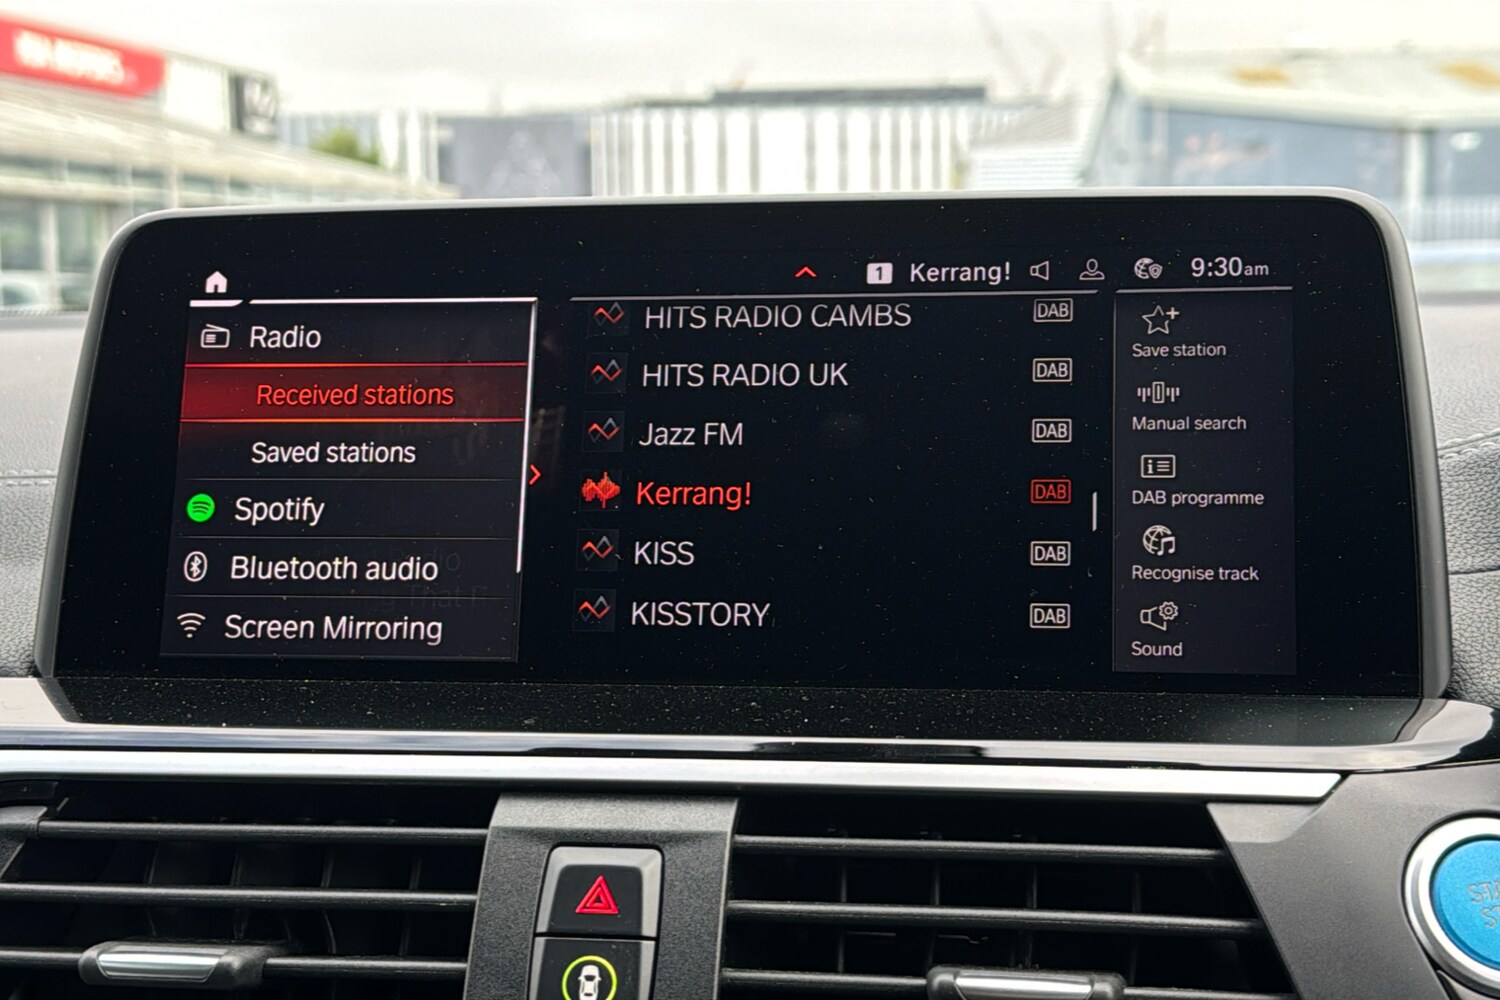 1 Kerrang! 9:30am
Radio
Received stations
Saved stations
Spotify
Bluetooth audio
Screen Mirroring
HITS RADIO CAMBS DAB
HITS RADIO UK DAB
Jazz FM DAB
Kerrang! DAB
KISS DAB
KISSTORY DAB
Save station
Manual search
DAB programme
Recognise track
Sound